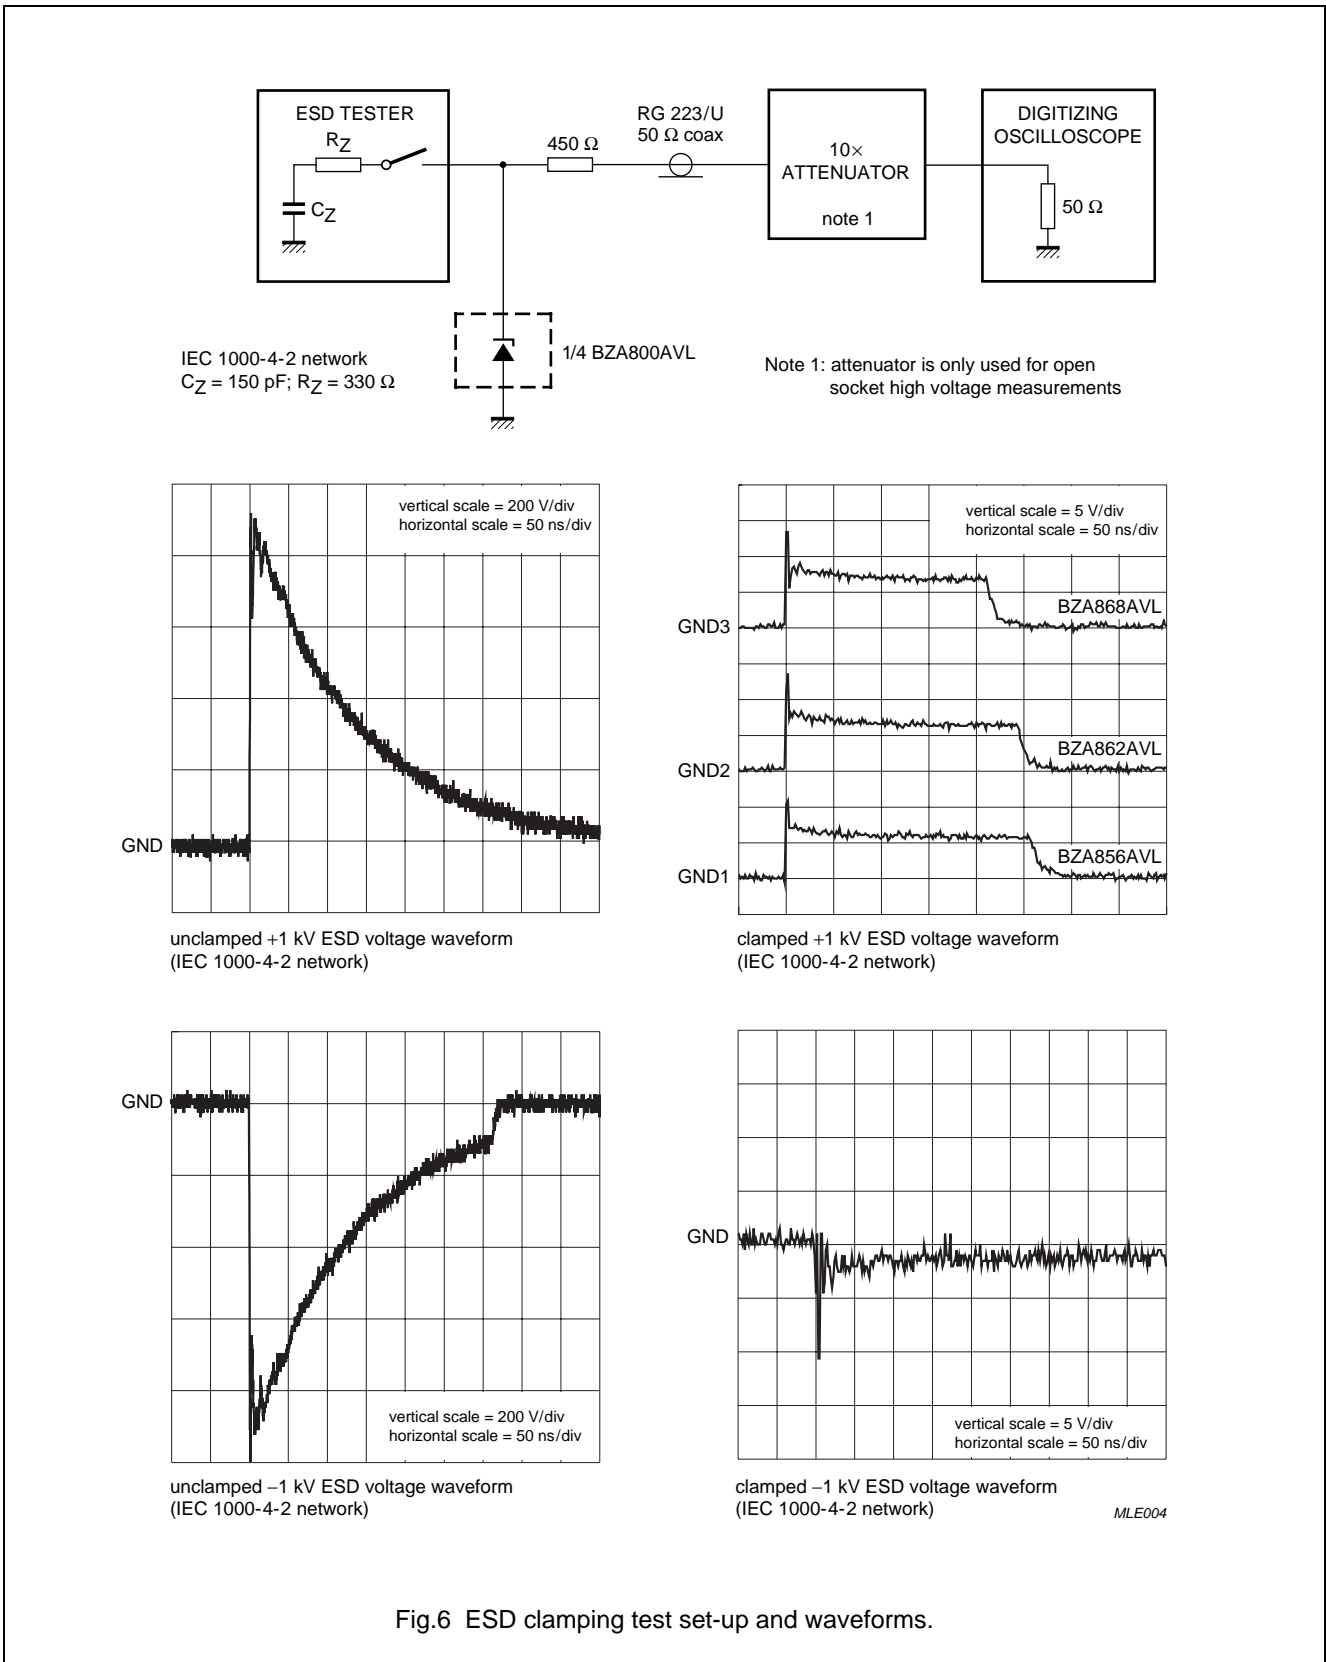 ESD TESTER
RZ
CZ
450 Ω
RG 223/U
50 Ω coax
10×
ATTENUATOR
note 1
DIGITIZING
OSCILLOSCOPE
50 Ω
1/4 BZA800AVL
IEC 1000-4-2 network
CZ = 150 pF; RZ = 330 Ω
Note 1: attenuator is only used for open
socket high voltage measurements
vertical scale = 200 V/div
horizontal scale = 50 ns/div
GND
unclamped +1 kV ESD voltage waveform
(IEC 1000-4-2 network)
vertical scale = 5 V/div
horizontal scale = 50 ns/div
BZA868AVL
GND3
BZA862AVL
GND2
BZA856AVL
GND1
clamped +1 kV ESD voltage waveform
(IEC 1000-4-2 network)
GND
vertical scale = 200 V/div
horizontal scale = 50 ns/div
unclamped −1 kV ESD voltage waveform
(IEC 1000-4-2 network)
GND
vertical scale = 5 V/div
horizontal scale = 50 ns/div
clamped −1 kV ESD voltage waveform
(IEC 1000-4-2 network)
MLE004
Fig.6 ESD clamping test set-up and waveforms.